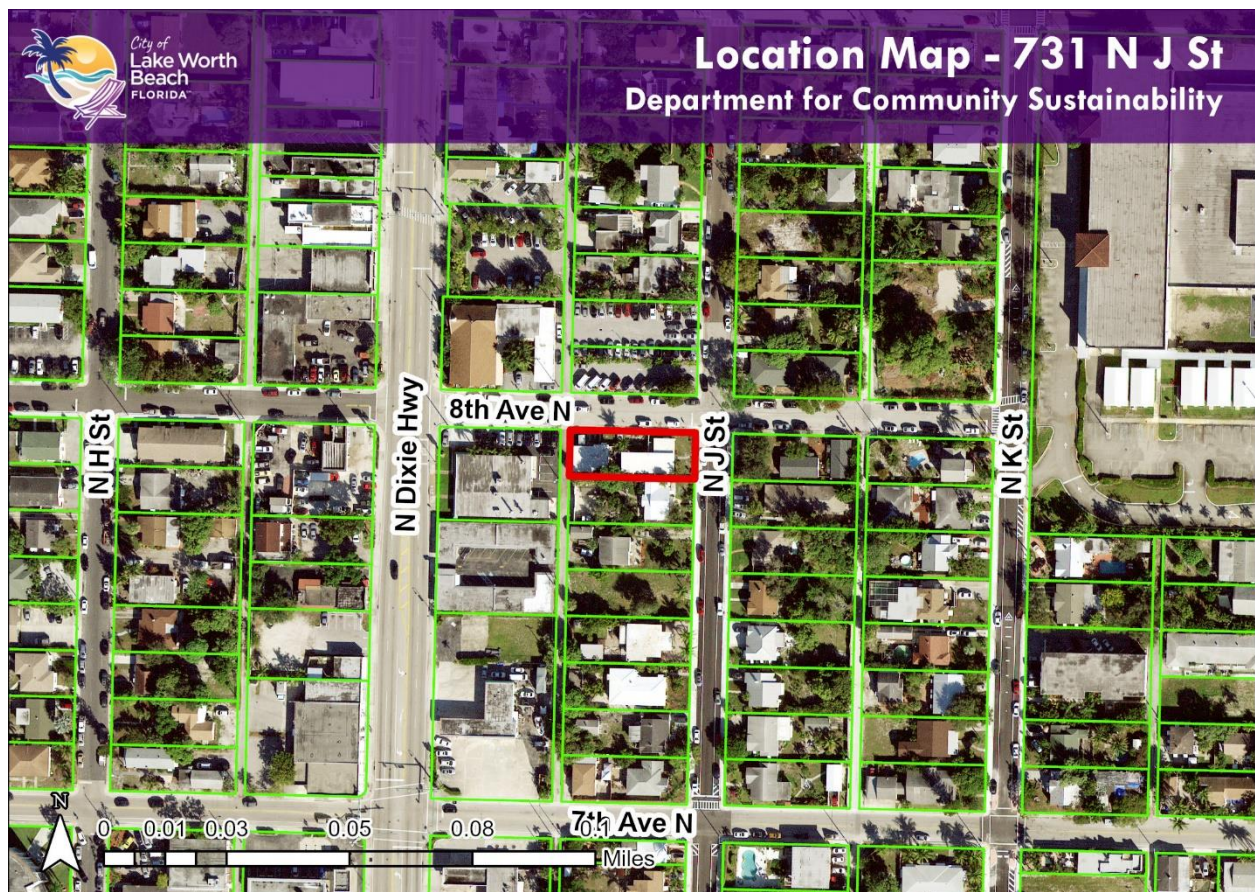 City of
Lake Worth
Beach
FLORIDA
Location Map - 731 N J St
Department for Community Sustainability
8th Ave N
N H St
N Dixie Hwy
N J St
N K St
7th Ave N
N
0 0.01 0.03 0.05 0.08 0.1
Miles